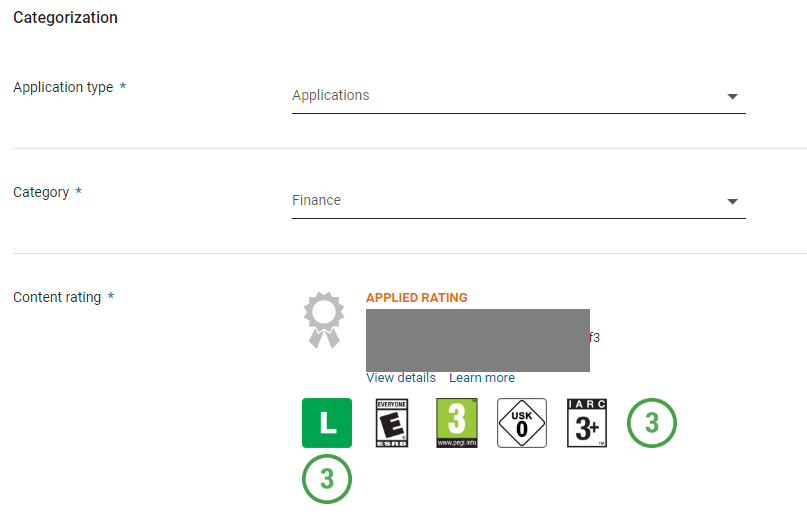 Categorization
Application type *
Applications
Category *
Finance
Content rating *
APPLIED RATING
f3
View details Learn more
L
EVERYONE
E
ESRB
3
www.pegi.info
USK
0
IARC
3+
3
3